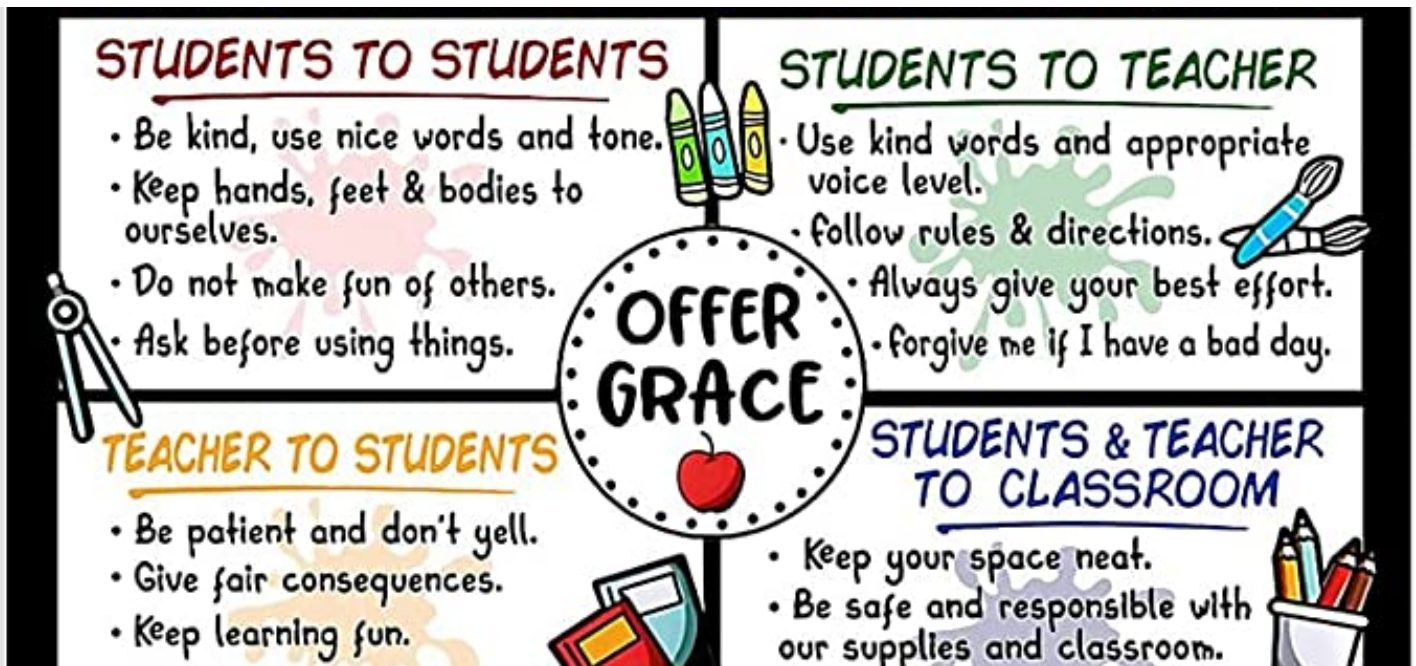 STUDENTS TO STUDENTS
• Be kind, use nice words and tone.
• Keep hands, feet & bodies to
ourselves.
• Do not make fun of others.
• Ask before using things.
STUDENTS TO TEACHER
• Use kind words and appropriate
voice level.
• follow rules & directions.
• Always give your best effort.
• forgive me if I have a bad day.
OFFER
GRACE
TEACHER TO STUDENTS
• Be patient and don't yell.
• Give fair consequences.
• Keep learning fun.
STUDENTS & TEACHER
TO CLASSROOM
• Keep your space neat.
• Be safe and responsible with
our supplies and classroom.